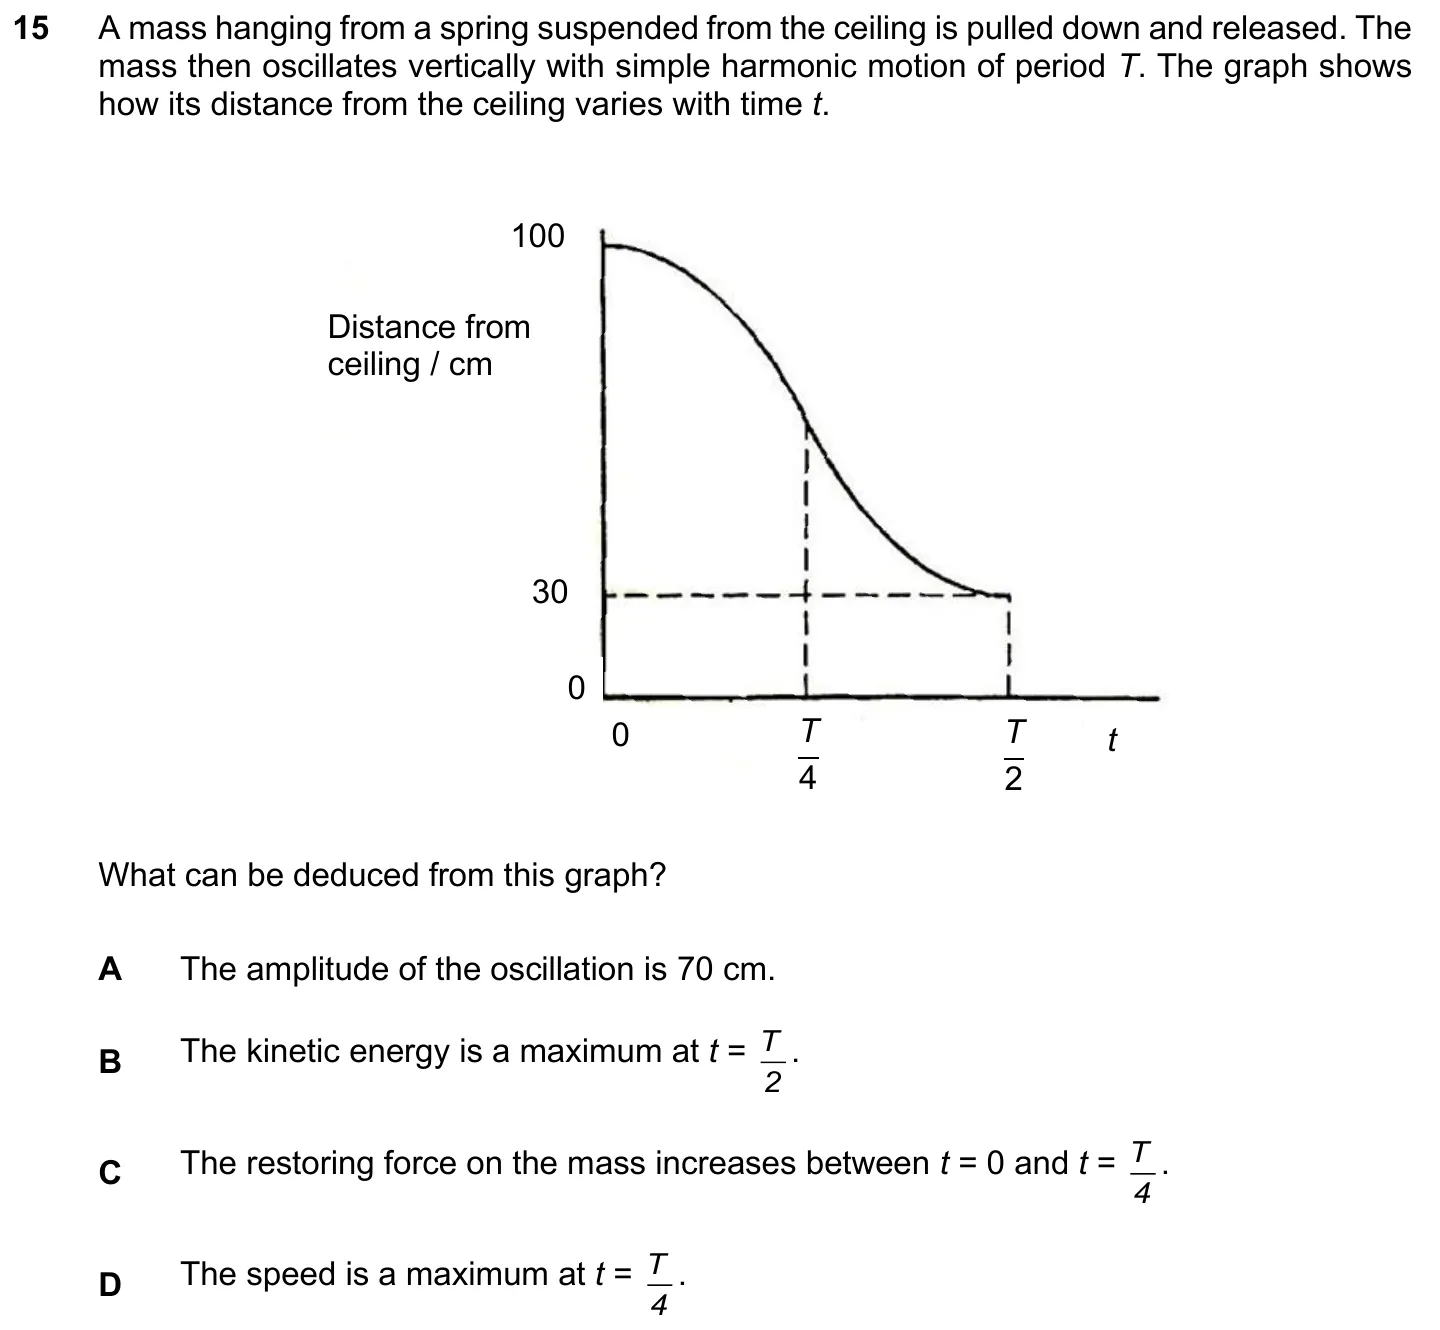 15 A mass hanging from a spring suspended from the ceiling is pulled down and released. The
mass then oscillates vertically with simple harmonic motion of period T. The graph shows
how its distance from the ceiling varies with time t.
100
Distance from
ceiling / cm
30
0
0 T/4 T/2 t
What can be deduced from this graph?
A The amplitude of the oscillation is 70 cm.
B The kinetic energy is a maximum at t = T/2.
C The restoring force on the mass increases between t = 0 and t = T/4.
D The speed is a maximum at t = T/4.